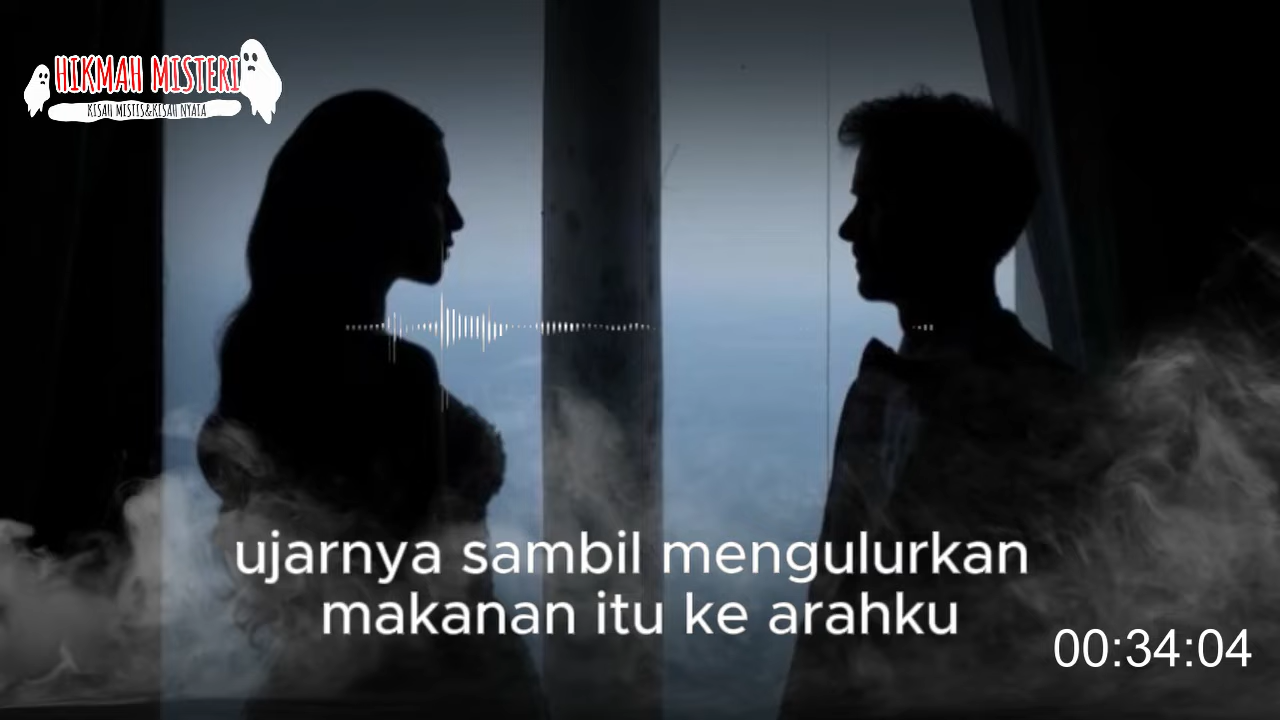 HIKMAH MISTERI
KISAH MISTIS&KISAH NYATA
ujarnya sambil mengulurkan
makanan itu ke arahku
00:34:04